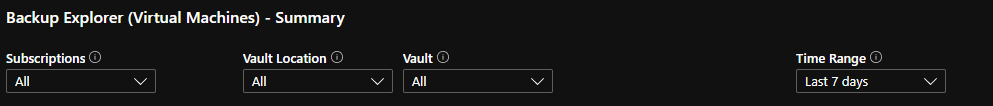 Backup Explorer (Virtual Machines) - Summary
Subscriptions Vault Location Vault Time Range
All All All Last 7 days